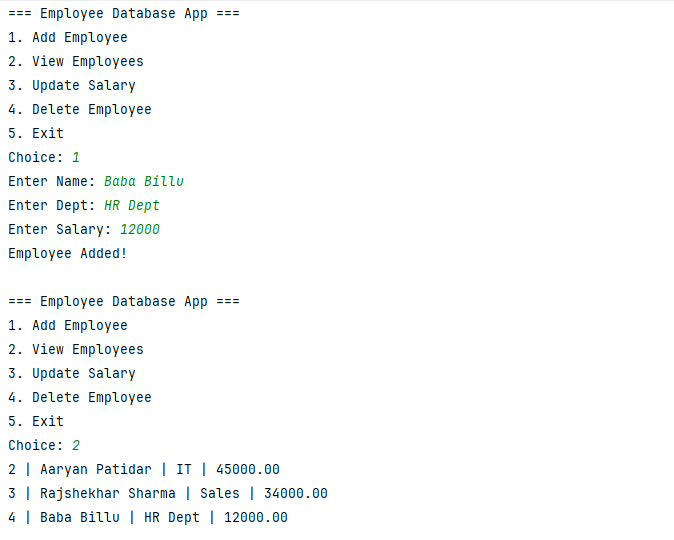 === Employee Database App ===
1. Add Employee
2. View Employees
3. Update Salary
4. Delete Employee
5. Exit
Choice: 1
Enter Name: Baba Billu
Enter Dept: HR Dept
Enter Salary: 12000
Employee Added!
=== Employee Database App ===
1. Add Employee
2. View Employees
3. Update Salary
4. Delete Employee
5. Exit
Choice: 2
2 | Aaryan Patidar | IT | 45000.00
3 | Rajshekhar Sharma | Sales | 34000.00
4 | Baba Billu | HR Dept | 12000.00